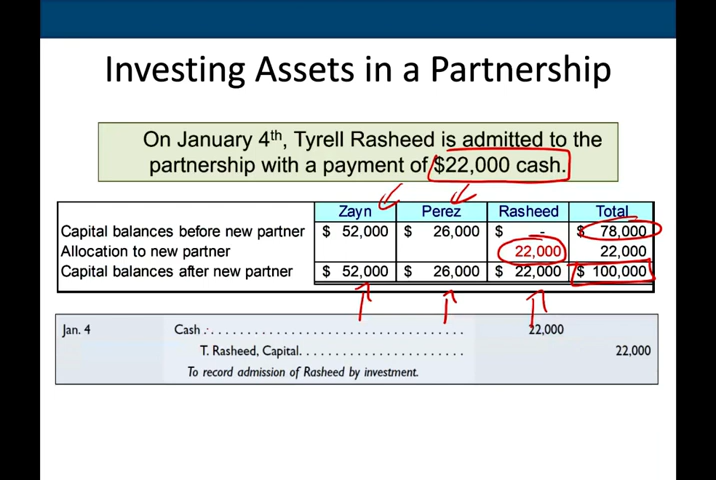 Investing Assets in a Partnership
On January 4th, Tyrell Rasheed is admitted to the
partnership with a payment of $22,000 cash.
Zayn Perez Rasheed Total
Capital balances before new partner $ 52,000 $ 26,000 $ - $ 78,000
Allocation to new partner 22,000 22,000
Capital balances after new partner $ 52,000 $ 26,000 $ 22,000 $ 100,000
Jan. 4 Cash . . . . . . . . . . . . . . . . . . . . . . . . . . . . . . . . . . . . . . 22,000
T. Rasheed, Capital. . . . . . . . . . . . . . . . . . . . . . . . 22,000
To record admission of Rasheed by investment.